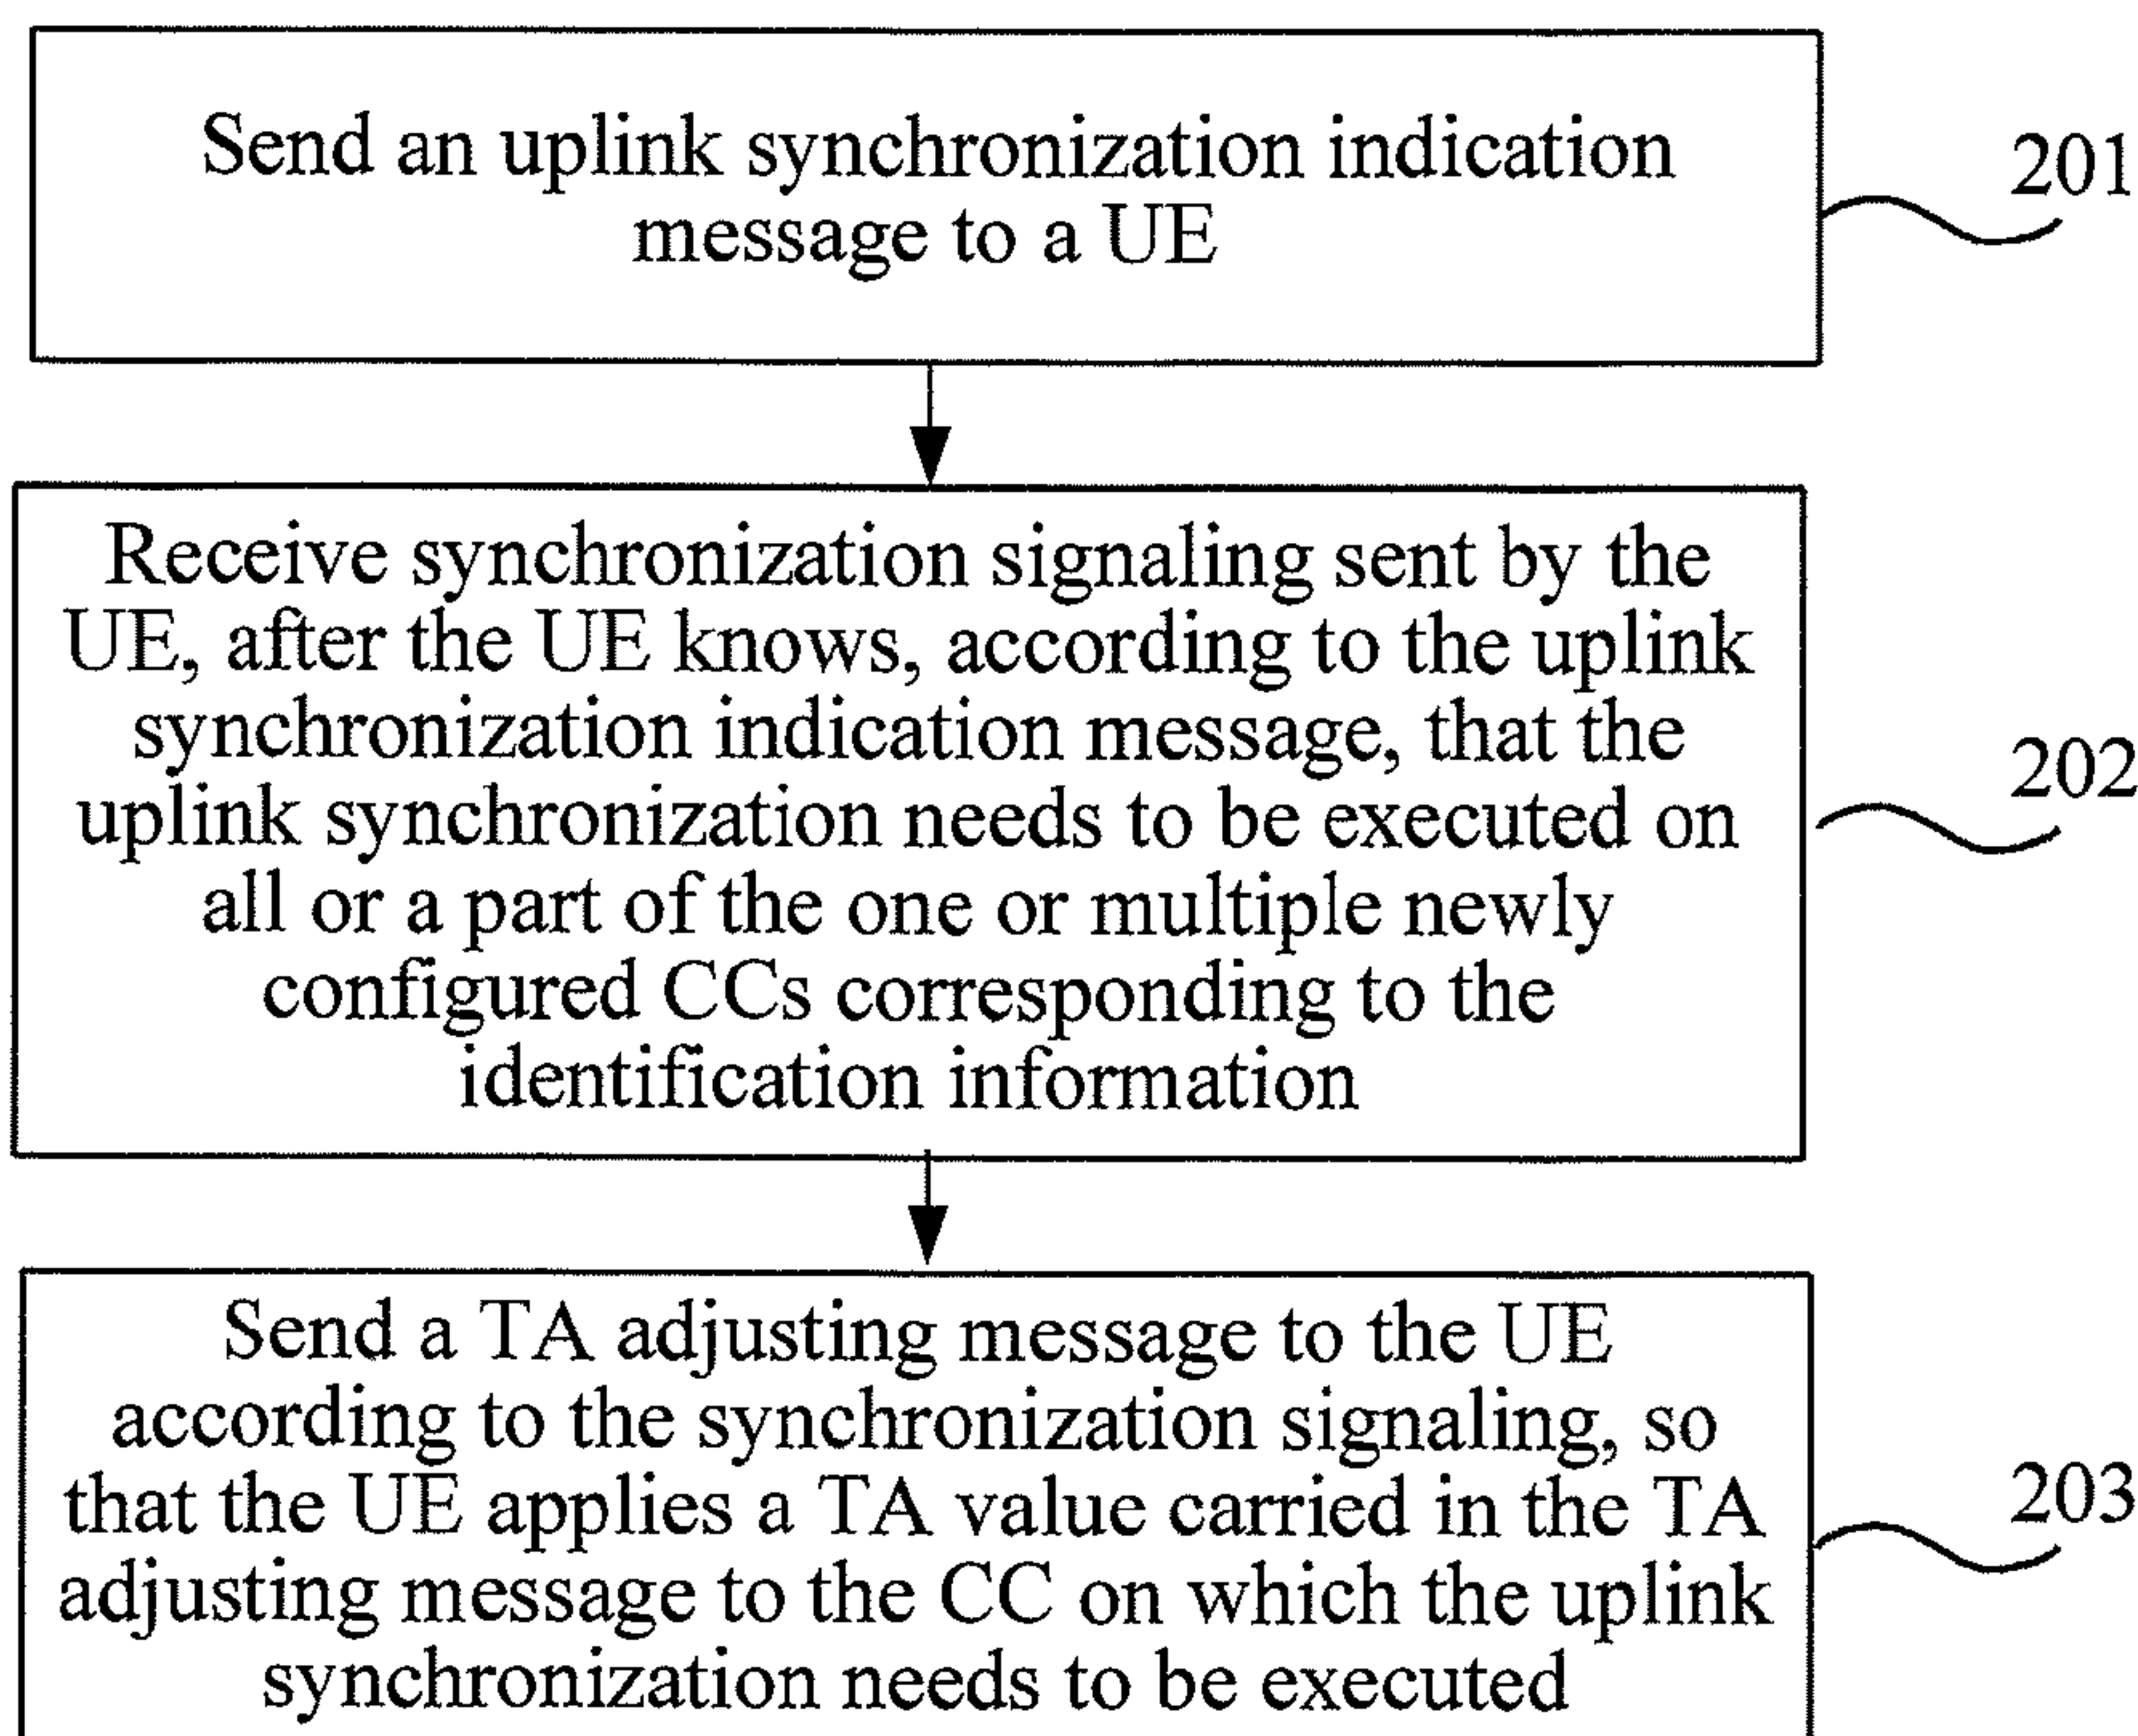 Send an uplink synchronization indication
message to a UE
201
Receive synchronization signaling sent by the
UE, after the UE knows, according to the uplink
synchronization indication message, that the
uplink synchronization needs to be executed on
all or a part of the one or multiple newly
configured CCs corresponding to the
identification information
202
Send a TA adjusting message to the UE
according to the synchronization signaling, so
that the UE applies a TA value carried in the TA
adjusting message to the CC on which the uplink
synchronization needs to be executed
203